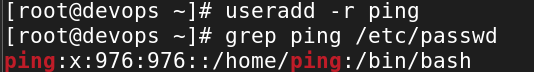 [root@devops ~]# useradd -r ping
[root@devops ~]# grep ping /etc/passwd
ping:x:976:976::/home/ping:/bin/bash